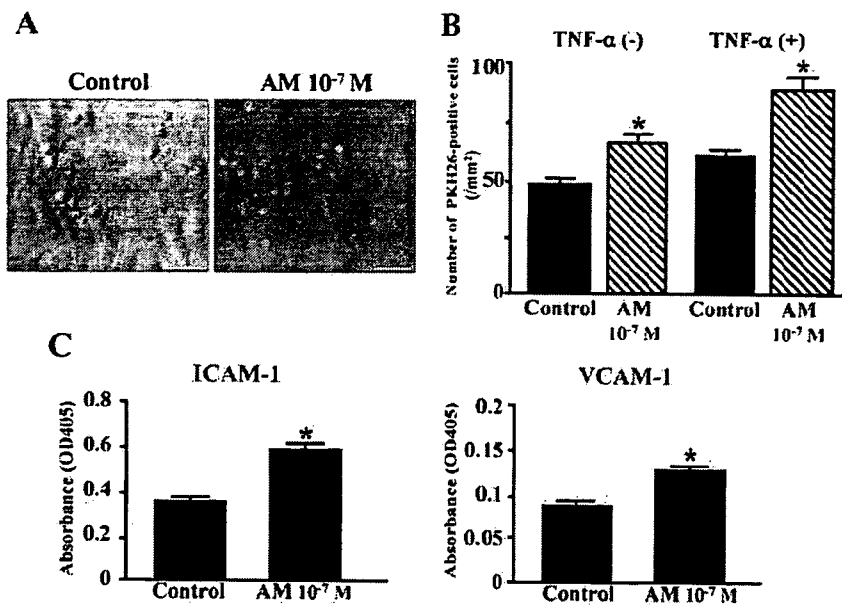 A
Control AM 10⁻⁷ M
B
TNF-α (-) TNF-α (+)
Number of PKH26-positive cells
(/mm²)
100
50
0
*
*
Control AM
10⁻⁷ M
Control AM
10⁻⁷ M
C
ICAM-1
Absorbance (OD405)
0.8
0.6
0.4
0.2
0
*
Control AM 10⁻⁷ M
VCAM-1
Absorbance (OD405)
0.2
0.15
0.1
0.05
0
*
Control AM 10⁻⁷ M